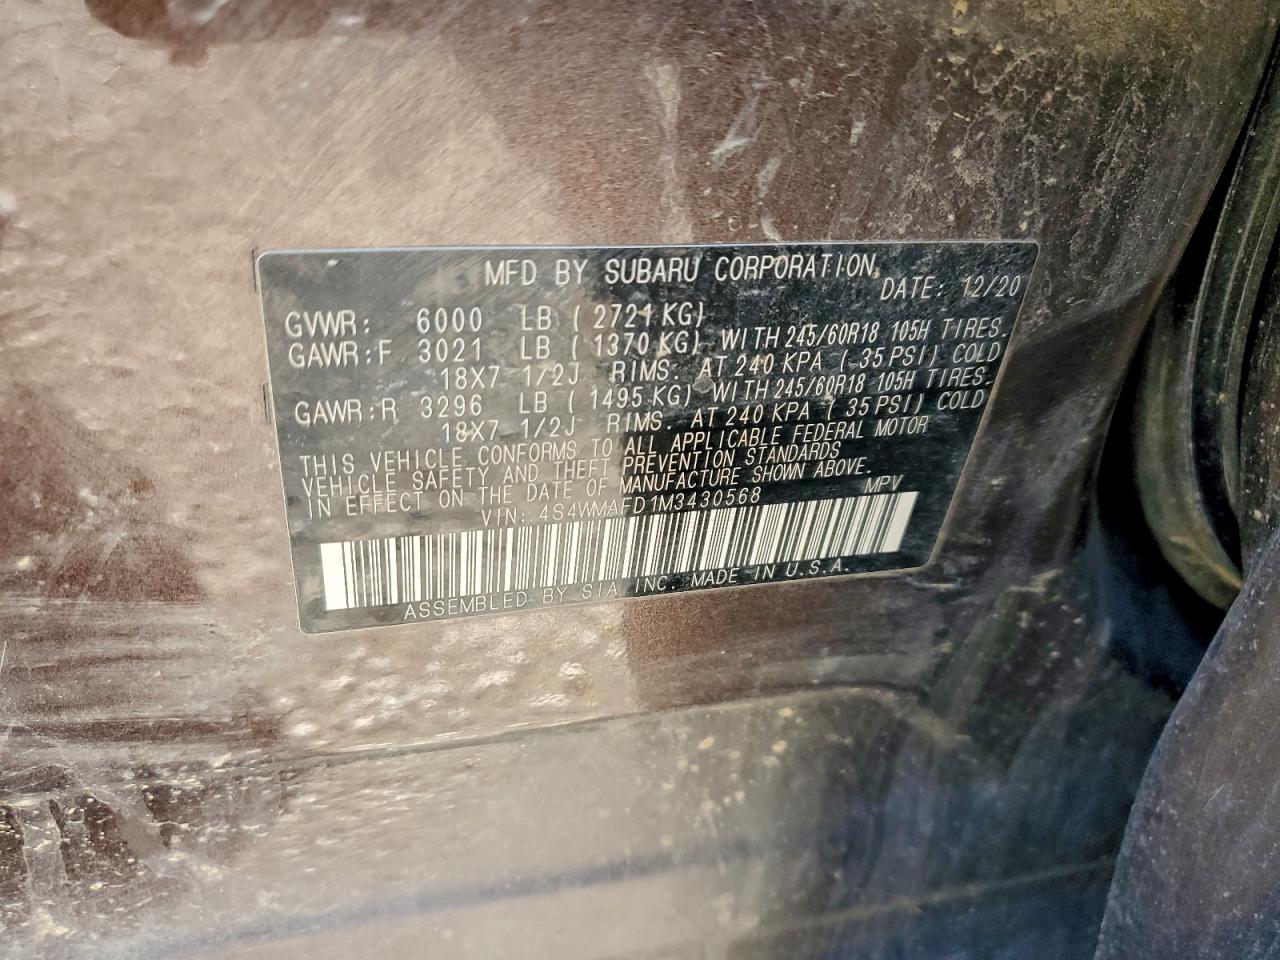 MFD BY SUBARU CORPORATION
DATE: 12/20
GVWR: 6000 LB (2721 KG)
GAWR:F 3021 LB (1370 KG) WITH 245/60R18 105H TIRES.
18X7 1/2J RIMS. AT 240 KPA (35 PSI) COLD
GAWR:R 3296 LB (1495 KG) WITH 245/60R18 105H TIRES.
18X7 1/2J RIMS. AT 240 KPA (35 PSI) COLD
THIS VEHICLE CONFORMS TO ALL APPLICABLE FEDERAL MOTOR
VEHICLE SAFETY AND THEFT PREVENTION STANDARDS
IN EFFECT ON THE DATE OF MANUFACTURE SHOWN ABOVE.
VIN: 4S4WMAFD1M3430568 MPV
ASSEMBLED BY SIA INC. MADE IN U.S.A.